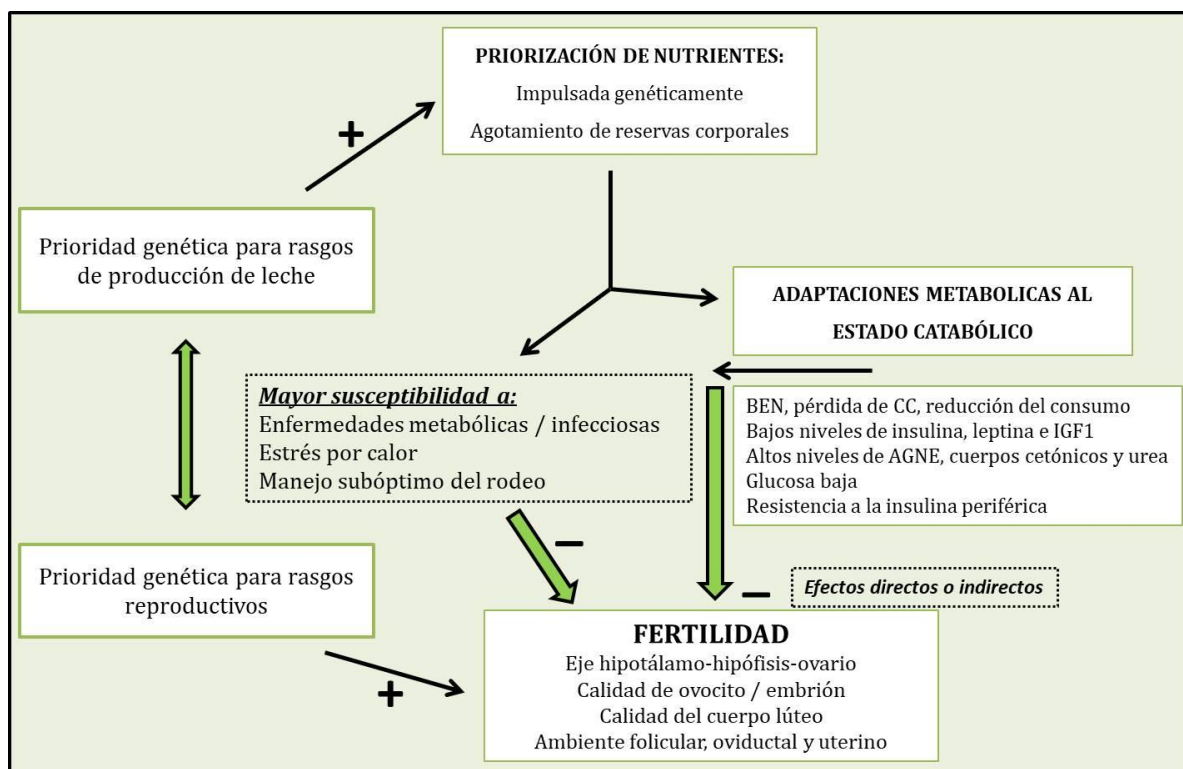 PRIORIZACIÓN DE NUTRIENTES:
Impulsada genéticamente
Agotamiento de reservas corporales
+
Prioridad genética para rasgos
de producción de leche
ADAPTACIONES METABOLICAS AL
ESTADO CATABÓLICO
Mayor susceptibilidad a:
Enfermedades metábolicas / infecciosas
Estrés por calor
Manejo subóptimo del rodeo
BEN, pérdida de CC, reducción del consumo
Bajos niveles de insulina, leptina e IGF1
Altos niveles de AGNE, cuerpos cetónicos y urea
Glucosa baja
Resistencia a la insulina periférica
Prioridad genética para rasgos
reproductivos
–
–
Efectos directos o indirectos
+
FERTILIDAD
Eje hipotálamo-hipófisis-ovario
Calidad de ovocito / embrión
Calidad del cuerpo lúteo
Ambiente folicular, oviductal y uterino